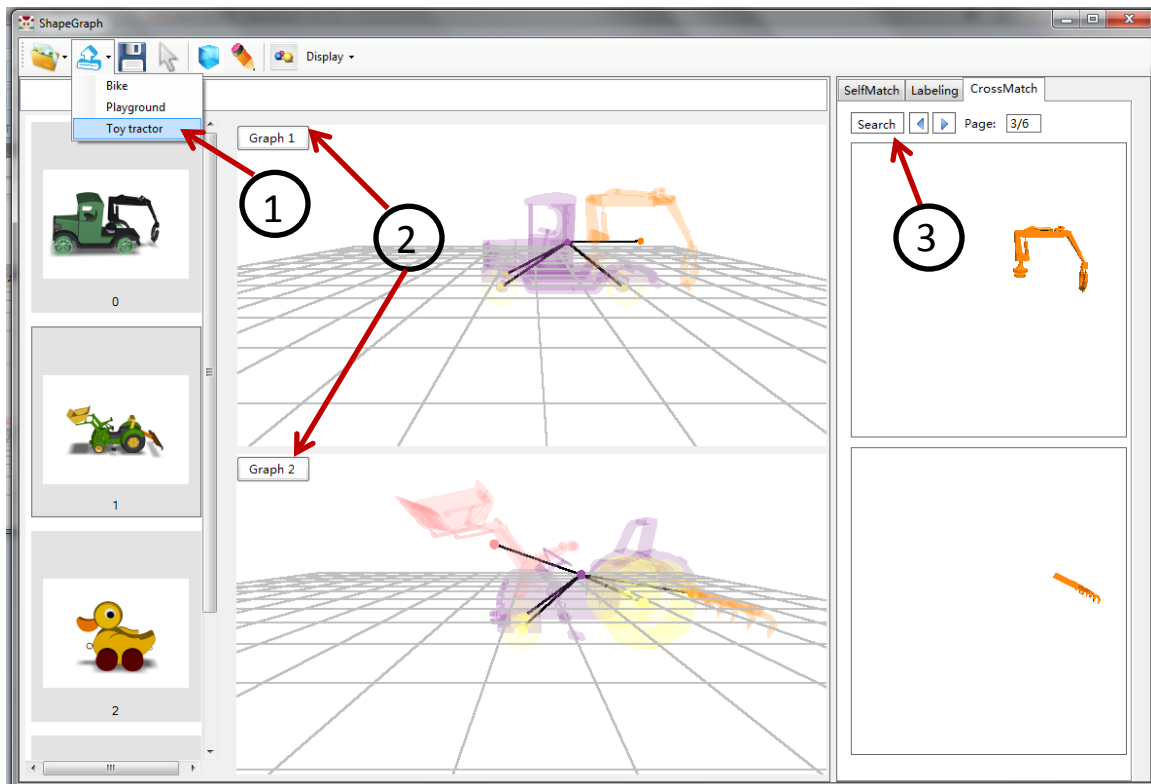 ShapeGraph
Display
Bike
Playground
Toy tractor
SelfMatch Labeling CrossMatch
Search Page: 3/6
Graph 1
1
2
3
0
Graph 2
1
2